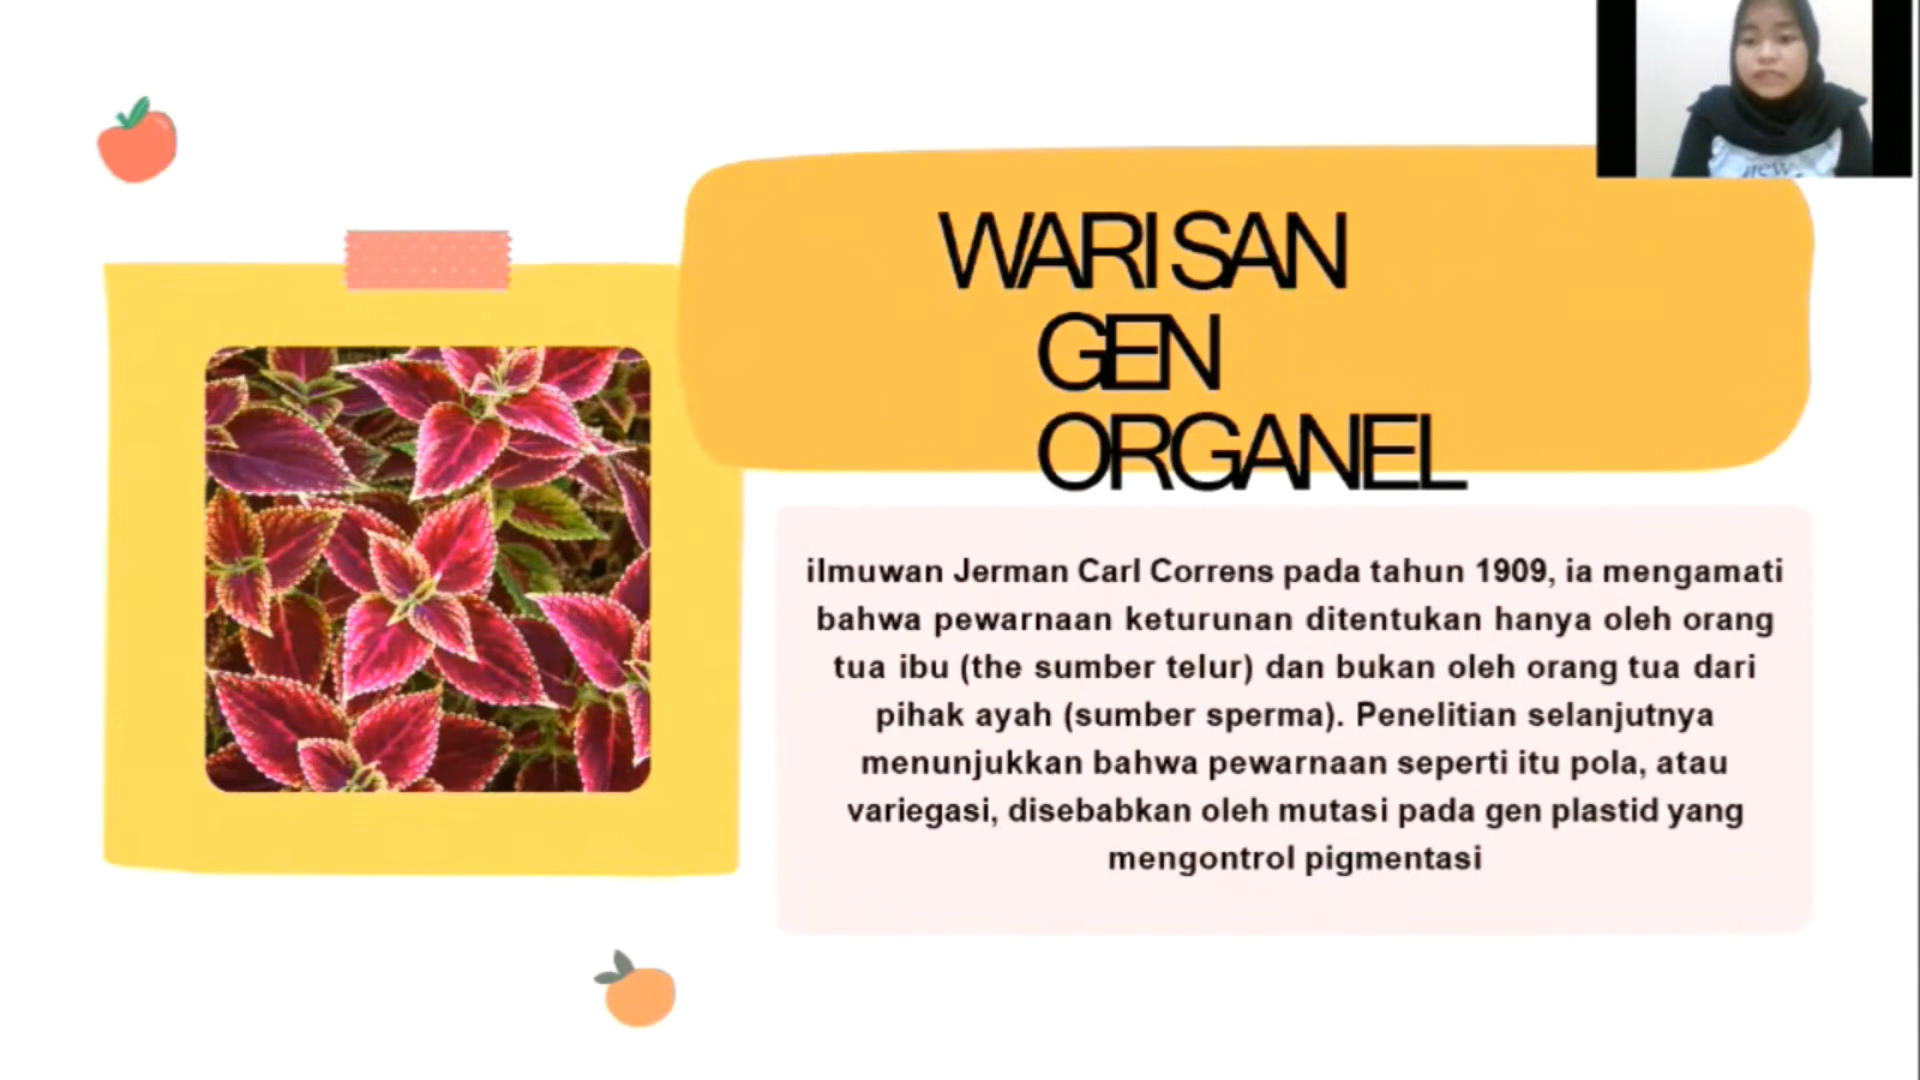 WARISAN
GEN
ORGANEL
ilmuwan Jerman Carl Correns pada tahun 1909, ia mengamati
bahwa pewarnaan keturunan ditentukan hanya oleh orang
tua ibu (the sumber telur) dan bukan oleh orang tua dari
pihak ayah (sumber sperma). Penelitian selanjutnya
menunjukkan bahwa pewarnaan seperti itu pola, atau
variegasi, disebabkan oleh mutasi pada gen plastid yang
mengontrol pigmentasi